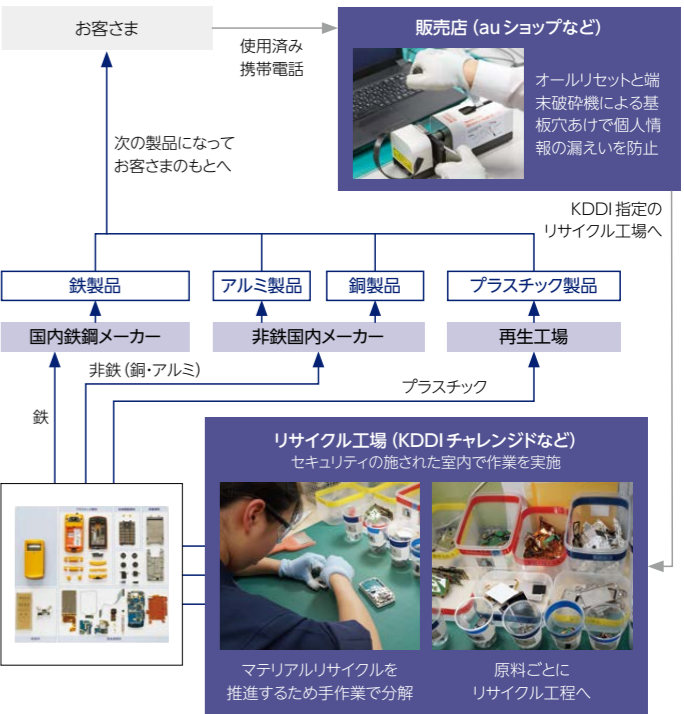 お客さま
使用済み
携帯電話
販売店（auショップなど）
オールリセットと端
末破砕機による基
板穴あけで個人情
報の漏えいを防止
次の製品になって
お客さまのもとへ
KDDI指定の
リサイクル工場へ
鉄製品
アルミ製品
銅製品
プラスチック製品
国内鉄鋼メーカー
非鉄国内メーカー
再生工場
非鉄（銅・アルミ）
プラスチック
鉄
リサイクル工場（KDDIチャレンジドなど）
セキュリティの施された室内で作業を実施
マテリアルリサイクルを
推進するため手作業で分解
原料ごとに
リサイクル工程へ